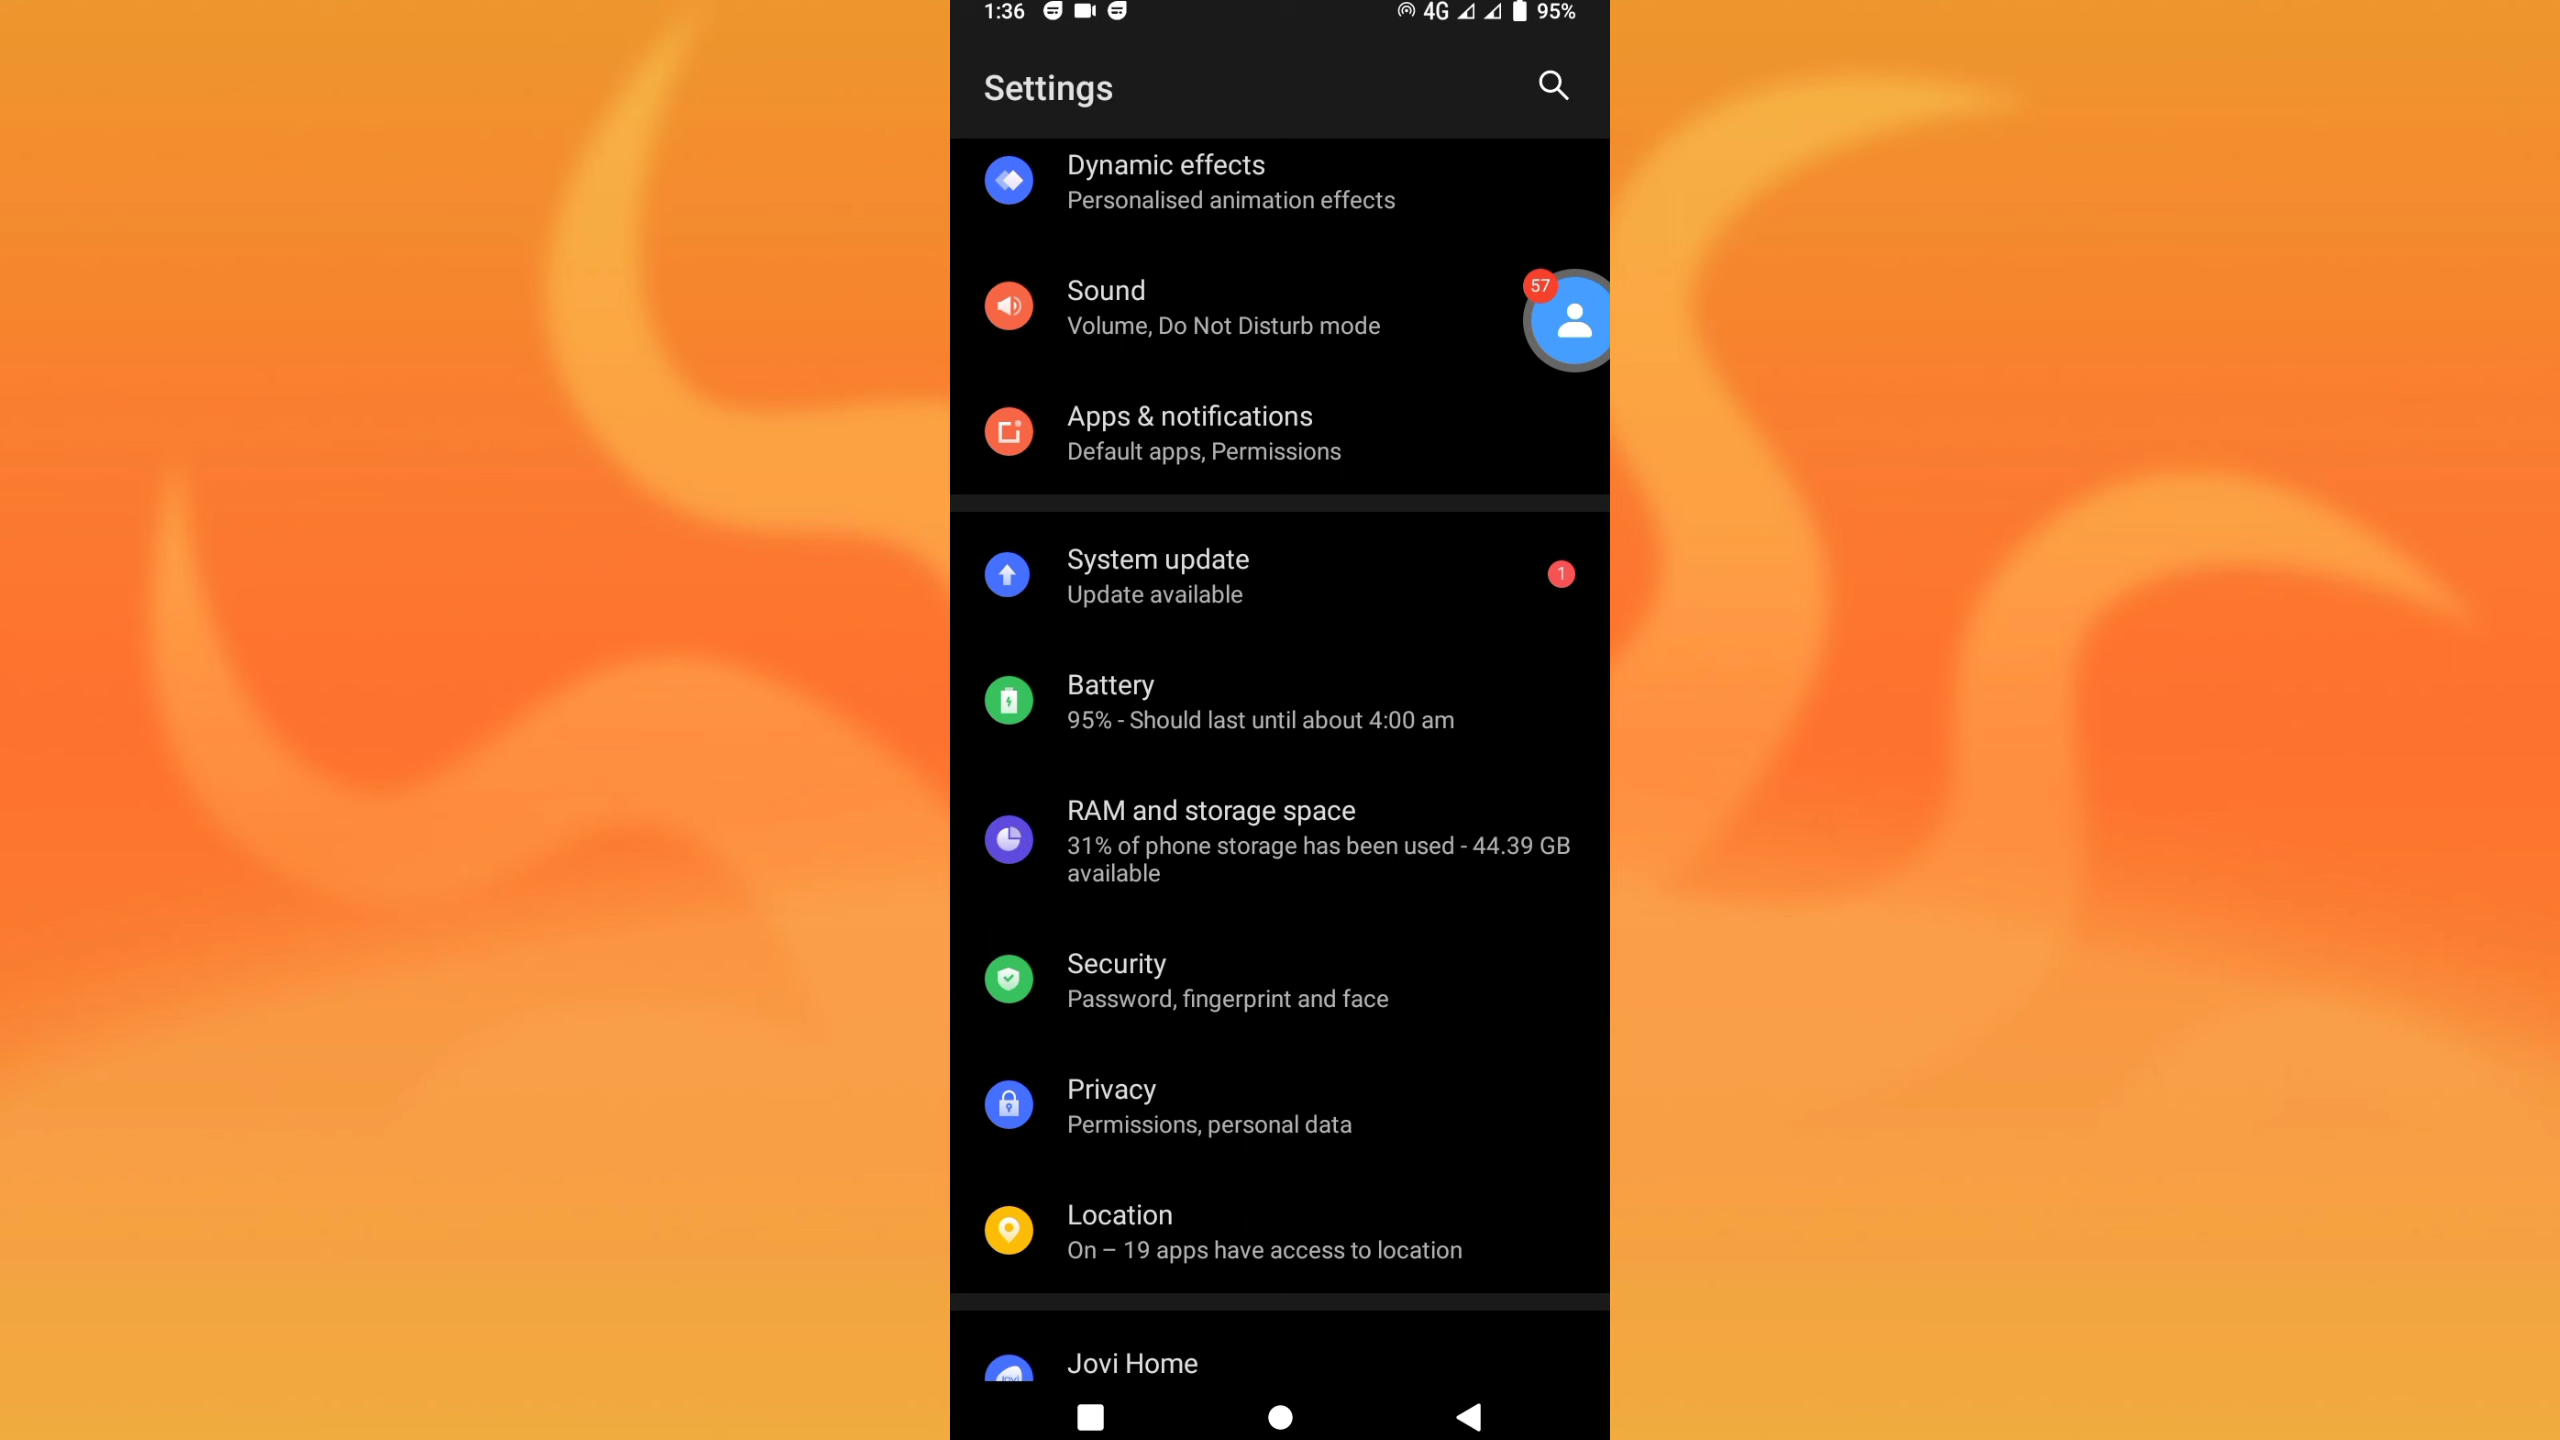 1:36 4G 95%
Settings
Dynamic effects
Personalised animation effects
Sound
Volume, Do Not Disturb mode
57
Apps & notifications
Default apps, Permissions
System update
Update available
1
Battery
95% - Should last until about 4:00 am
RAM and storage space
31% of phone storage has been used - 44.39 GB
available
Security
Password, fingerprint and face
Privacy
Permissions, personal data
Location
On – 19 apps have access to location
Jovi Home